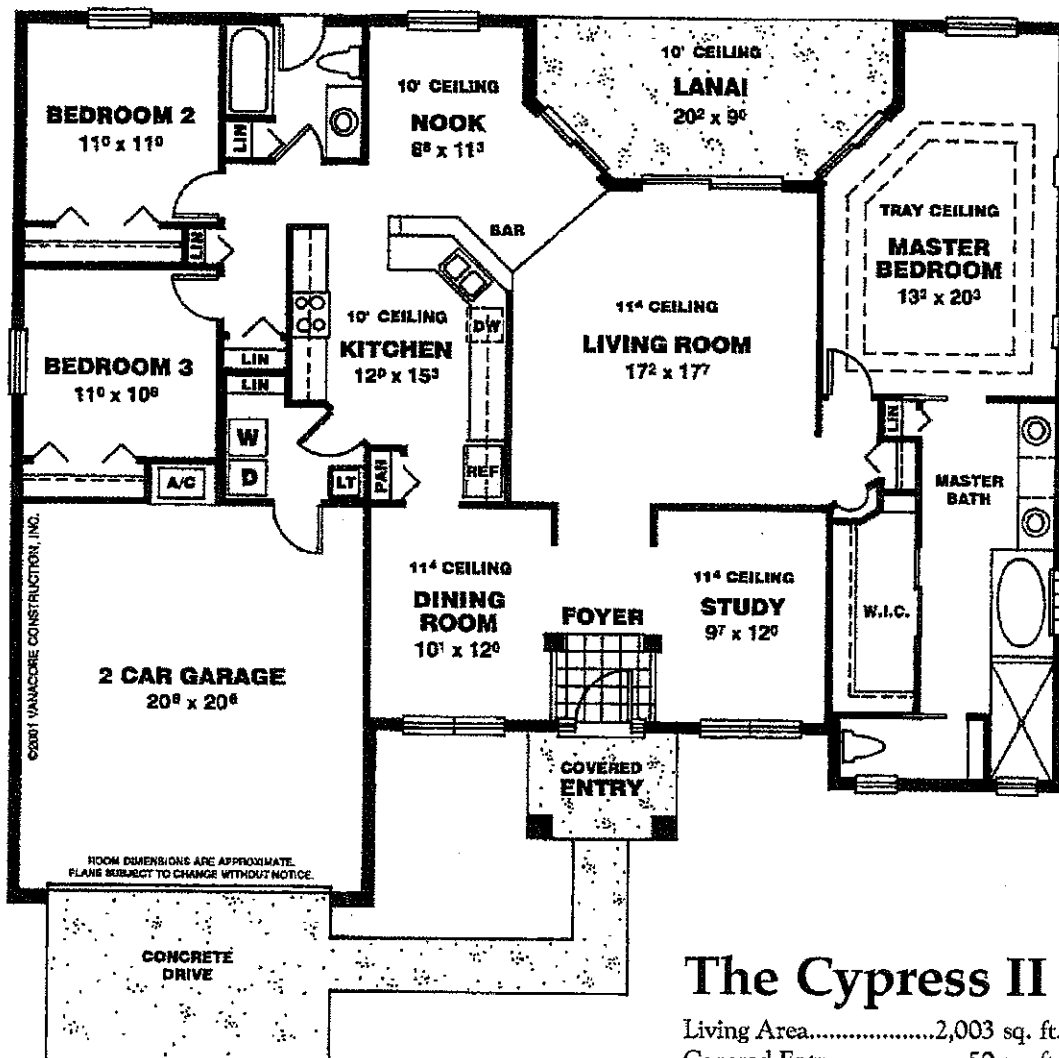 10' CEILING
LANAI
20² x 9⁰
BEDROOM 2
11⁰ x 11⁰
10' CEILING
NOOK
8⁸ x 11³
LIN
LIN
BAR
TRAY CEILING
MASTER
BEDROOM
13² x 20³
10' CEILING
KITCHEN
12⁰ x 15³
DW
11⁴ CEILING
LIVING ROOM
17² x 17⁷
BEDROOM 3
11⁰ x 10⁸
LIN
LIN
W
D
A/C
LT
PAN
REF
LIN
MASTER
BATH
©2001 VANACORE CONSTRUCTION, INC.
11⁴ CEILING
DINING
ROOM
10¹ x 12⁰
FOYER
11⁴ CEILING
STUDY
9⁷ x 12⁰
W.I.C.
2 CAR GARAGE
20⁸ x 20⁶
COVERED
ENTRY
ROOM DIMENSIONS ARE APPROXIMATE.
PLANS SUBJECT TO CHANGE WITHOUT NOTICE.
CONCRETE
DRIVE
The Cypress II
Living Area....................2,003 sq. ft.